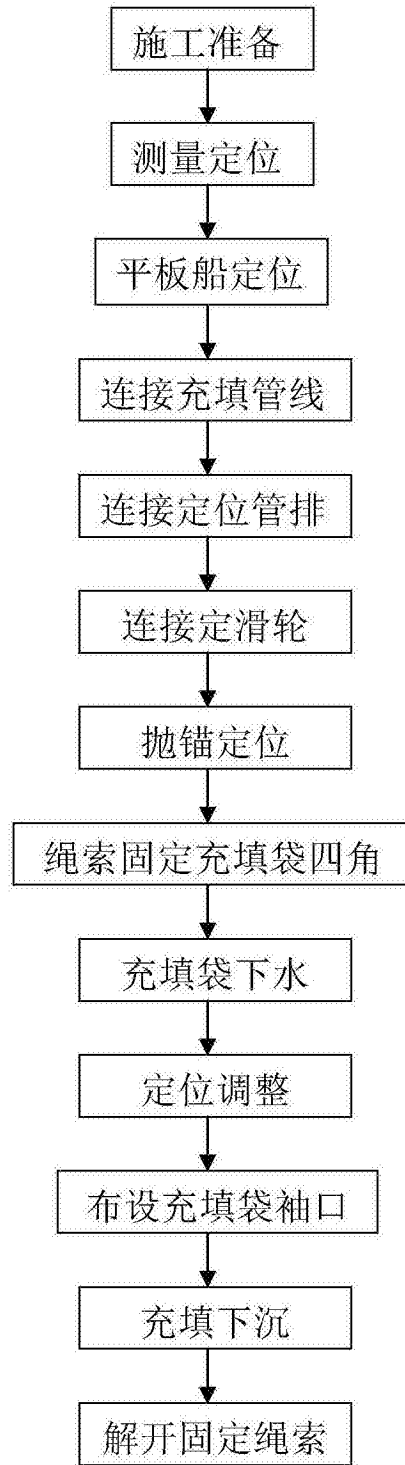 施工准备
测量定位
平板船定位
连接充填管线
连接定位管排
连接定滑轮
抛锚定位
绳索固定充填袋四角
充填袋下水
定位调整
布设充填袋袖口
充填下沉
解开固定绳索